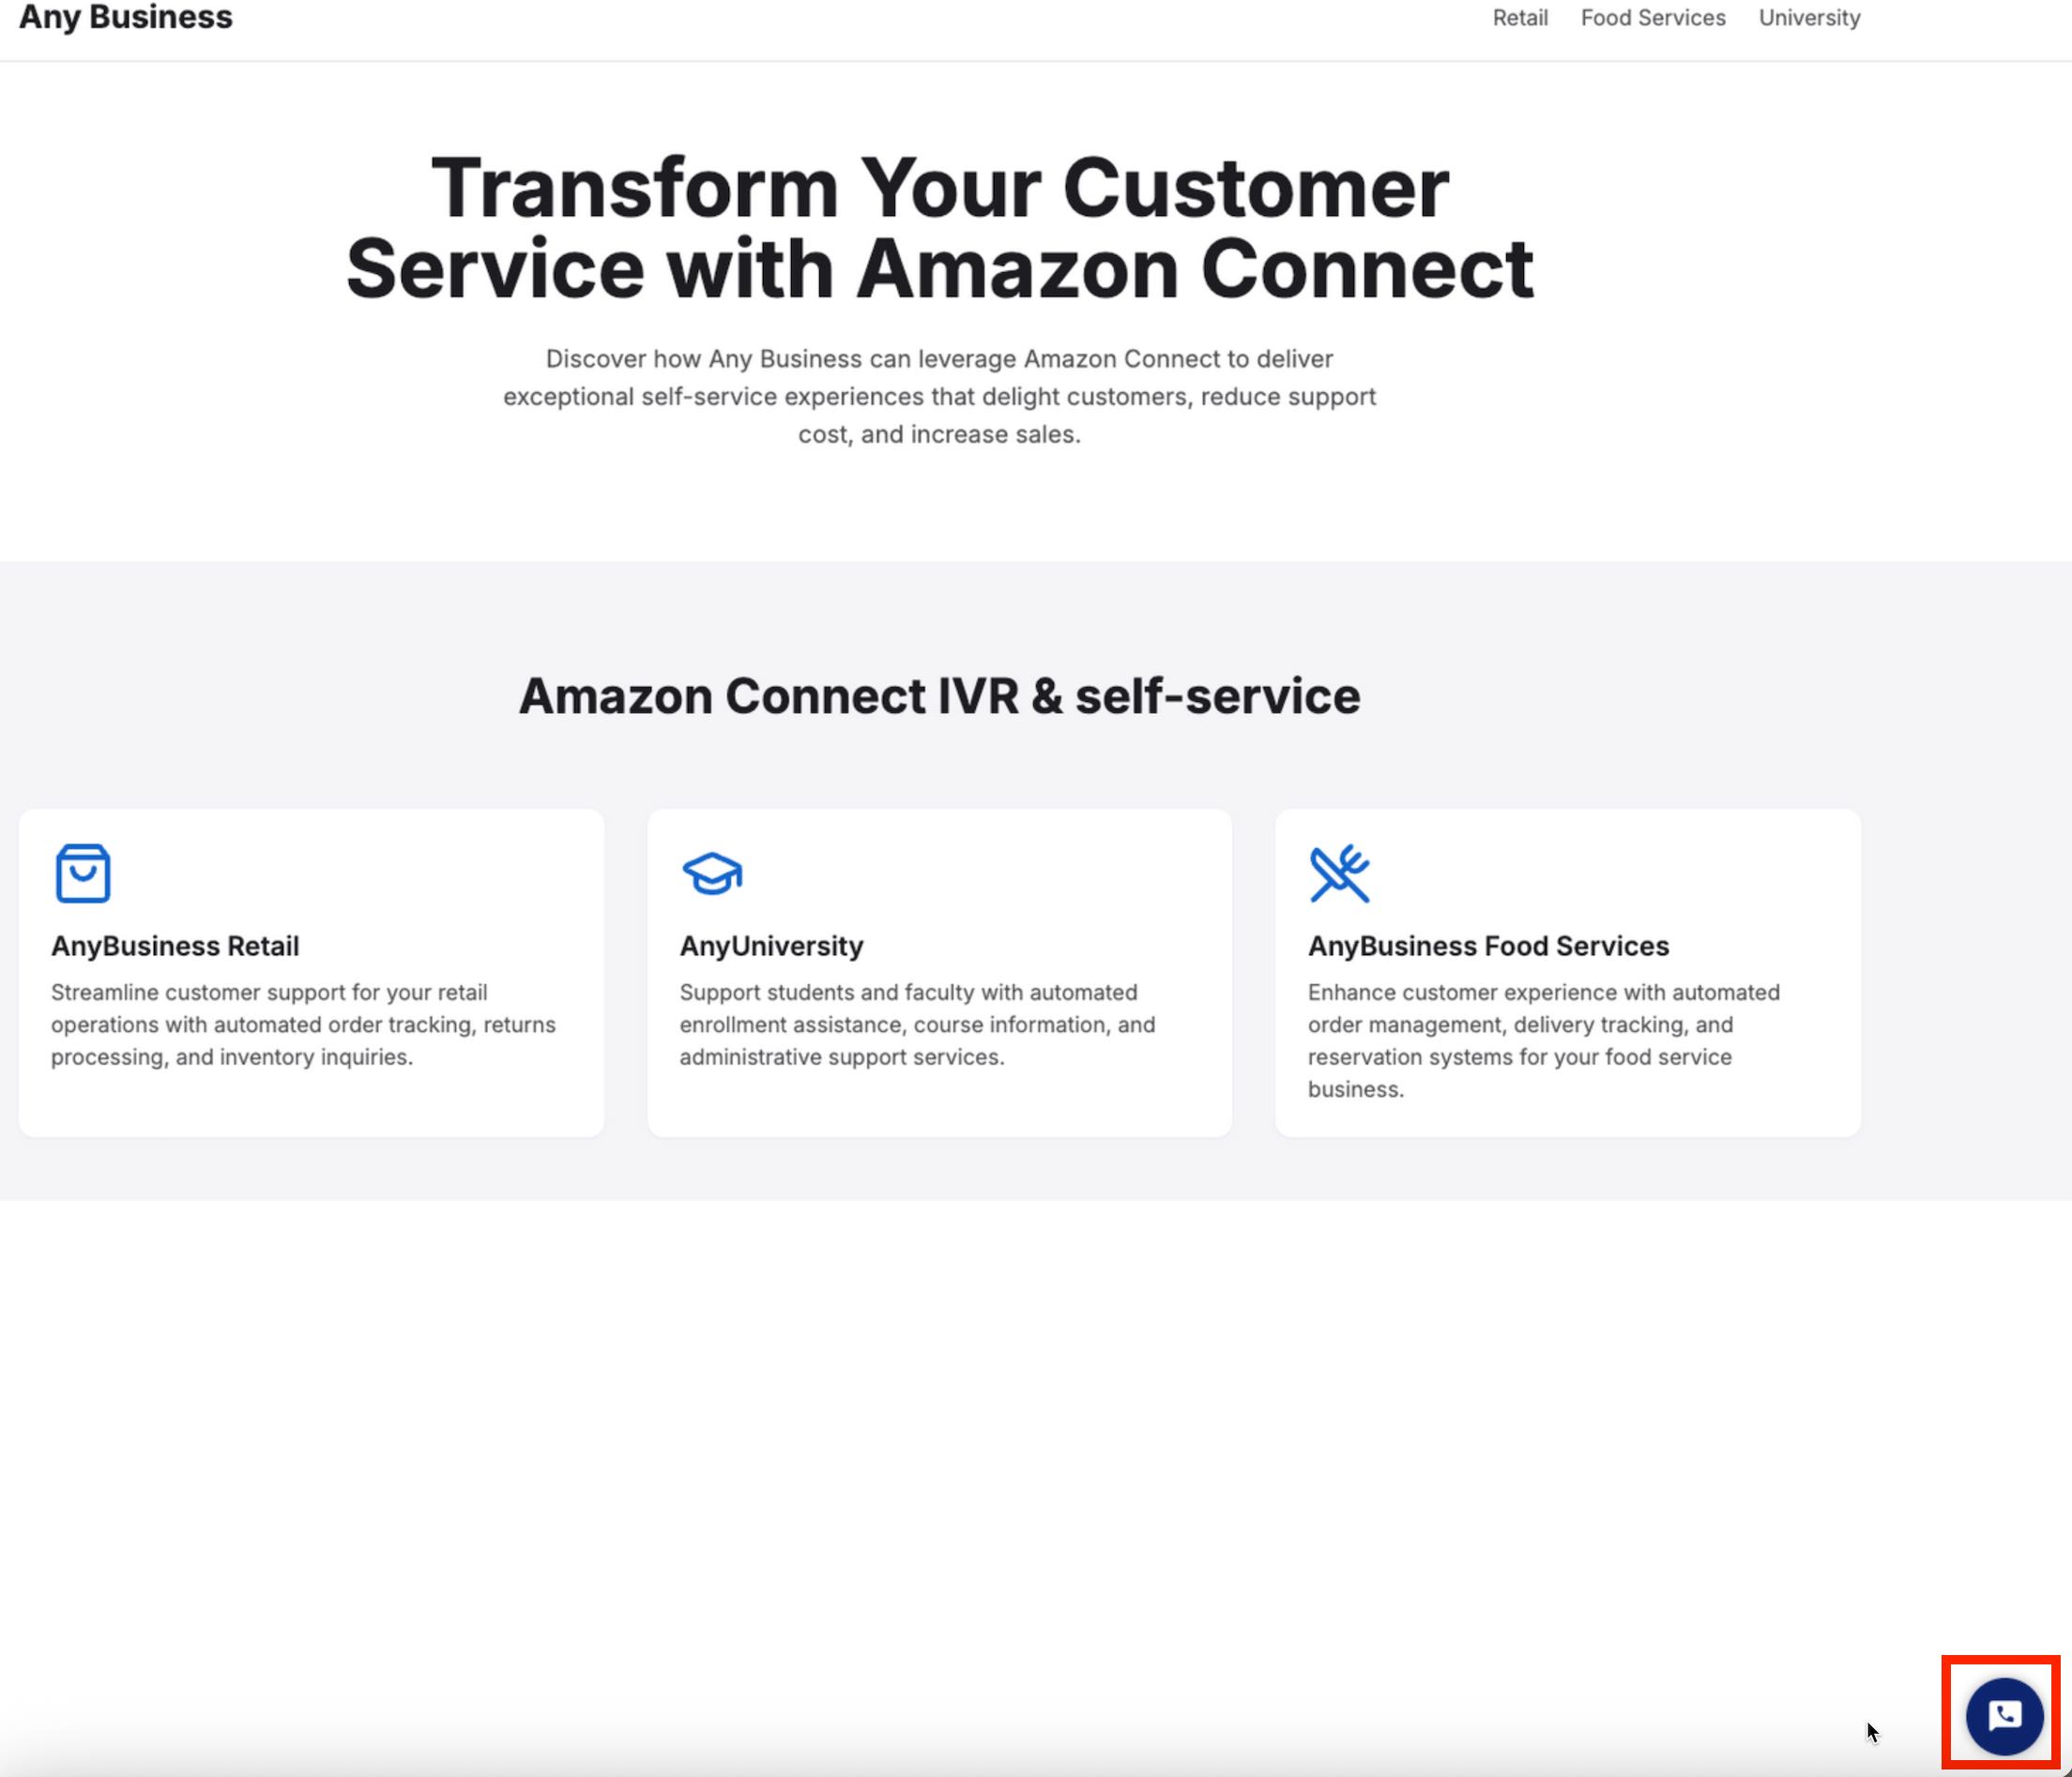 Any Business
Retail
Food Services
University
Transform Your Customer
Service with Amazon Connect
Discover how Any Business can leverage Amazon Connect to deliver
exceptional self-service experiences that delight customers, reduce support
cost, and increase sales.
Amazon Connect IVR & self-service
AnyBusiness Retail
Streamline customer support for your retail
operations with automated order tracking, returns
processing, and inventory inquiries.
AnyUniversity
Support students and faculty with automated
enrollment assistance, course information, and
administrative support services.
AnyBusiness Food Services
Enhance customer experience with automated
order management, delivery tracking, and
reservation systems for your food service
business.